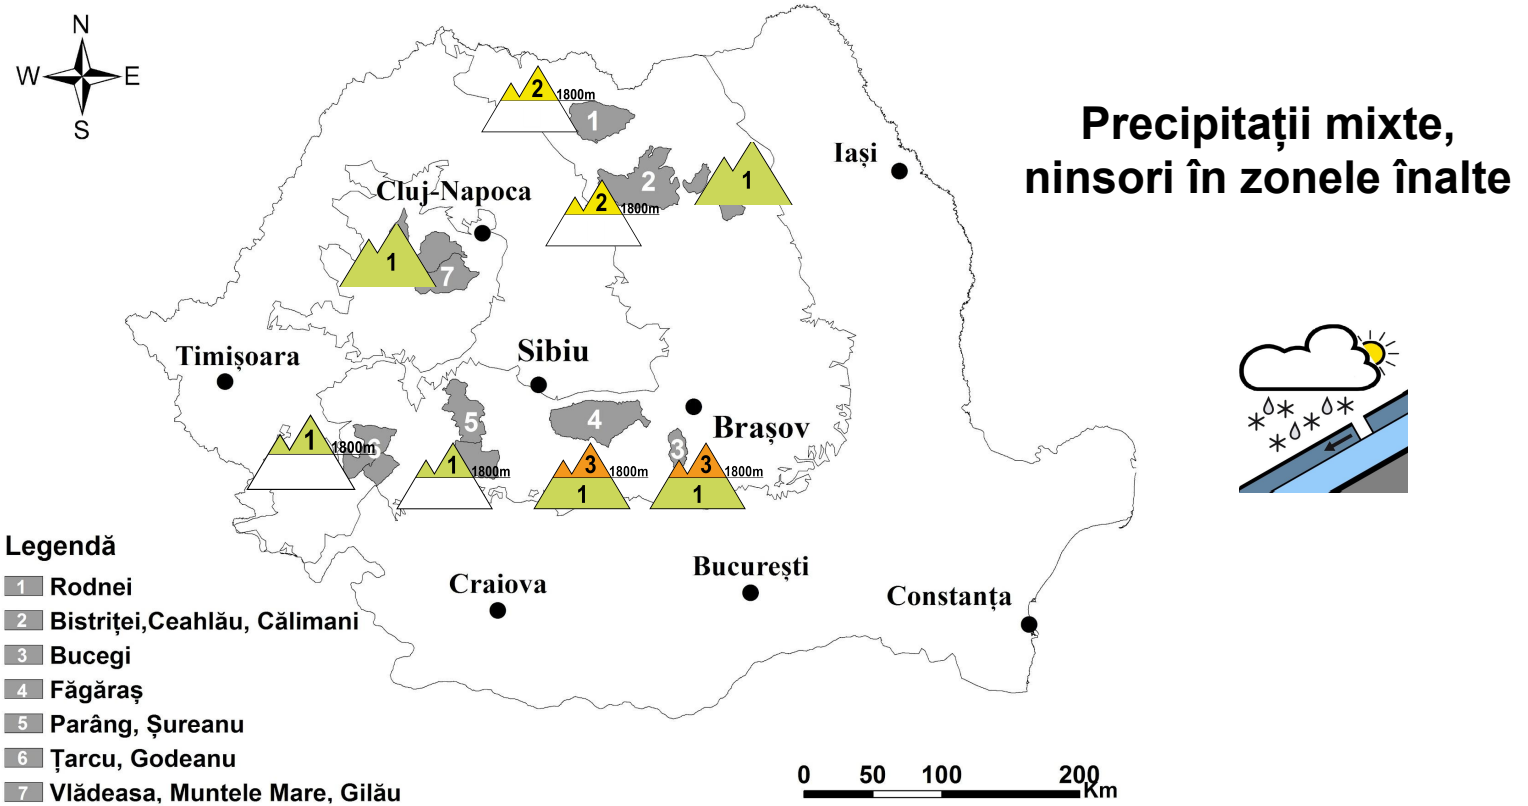 N
W E
S
Precipitații mixte,
ninsori în zonele înalte
2
1800m
1
Iași
2
2
1800m
1
Cluj-Napoca
1
7
Timișoara
Sibiu
Brașov
1
1800m
6
5
1
1800m
4
3
1800m
1
3
3
1800m
1
Craiova
București
Constanța
Legendă
1 Rodnei
2 Bistriței,Ceahlău, Călimani
3 Bucegi
4 Făgăraș
5 Parâng, Șureanu
6 Țarcu, Godeanu
7 Vlădeasa, Muntele Mare, Gilău
0 50 100 200
Km